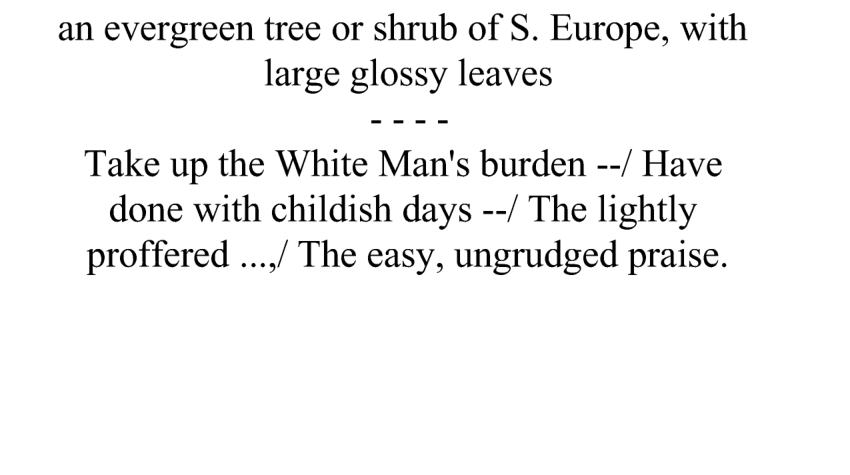 an evergreen tree or shrub of S. Europe, with
large glossy leaves
- - - -
Take up the White Man's burden --/ Have
done with childish days --/ The lightly
proffered ...,/ The easy, ungrudged praise.